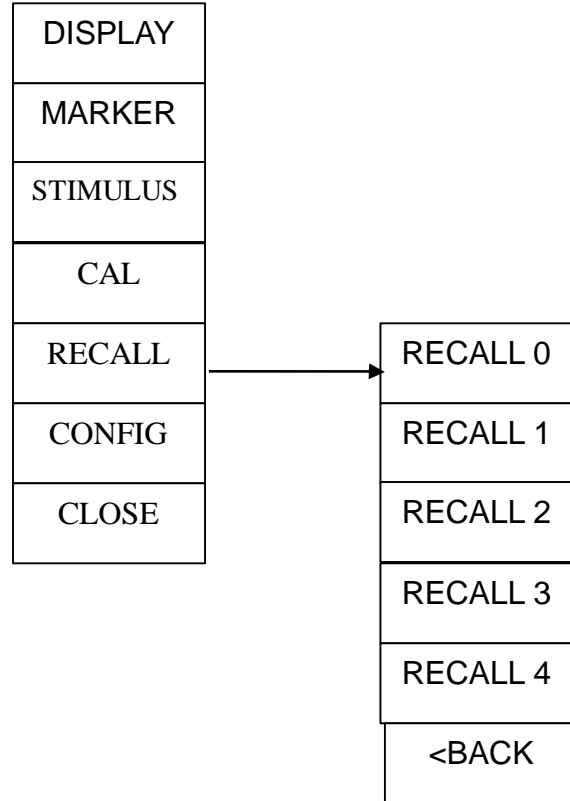 DISPLAY
MARKER
STIMULUS
CAL
RECALL
CONFIG
CLOSE
RECALL 0
RECALL 1
RECALL 2
RECALL 3
RECALL 4
<BACK